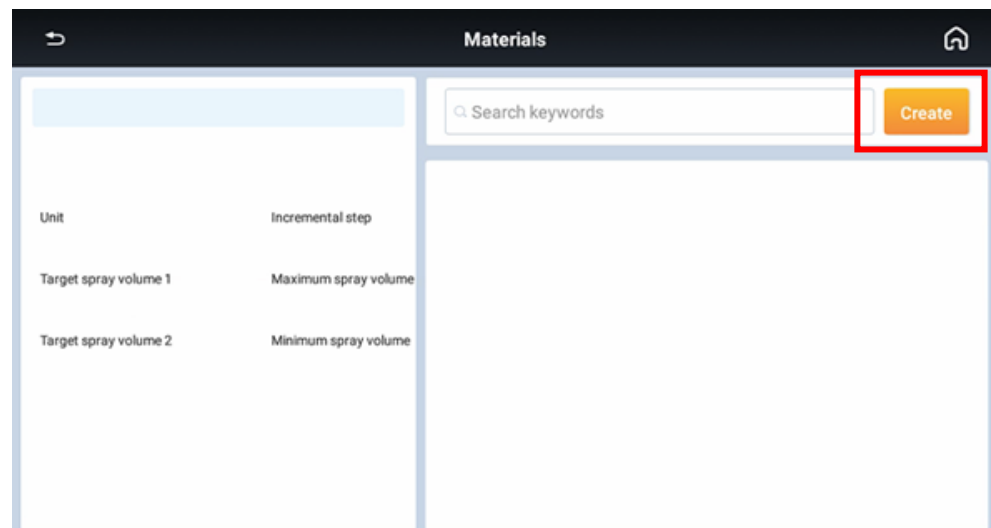 Materials
Search keywords
Create
Unit
Incremental step
Target spray volume 1
Maximum spray volume
Target spray volume 2
Minimum spray volume